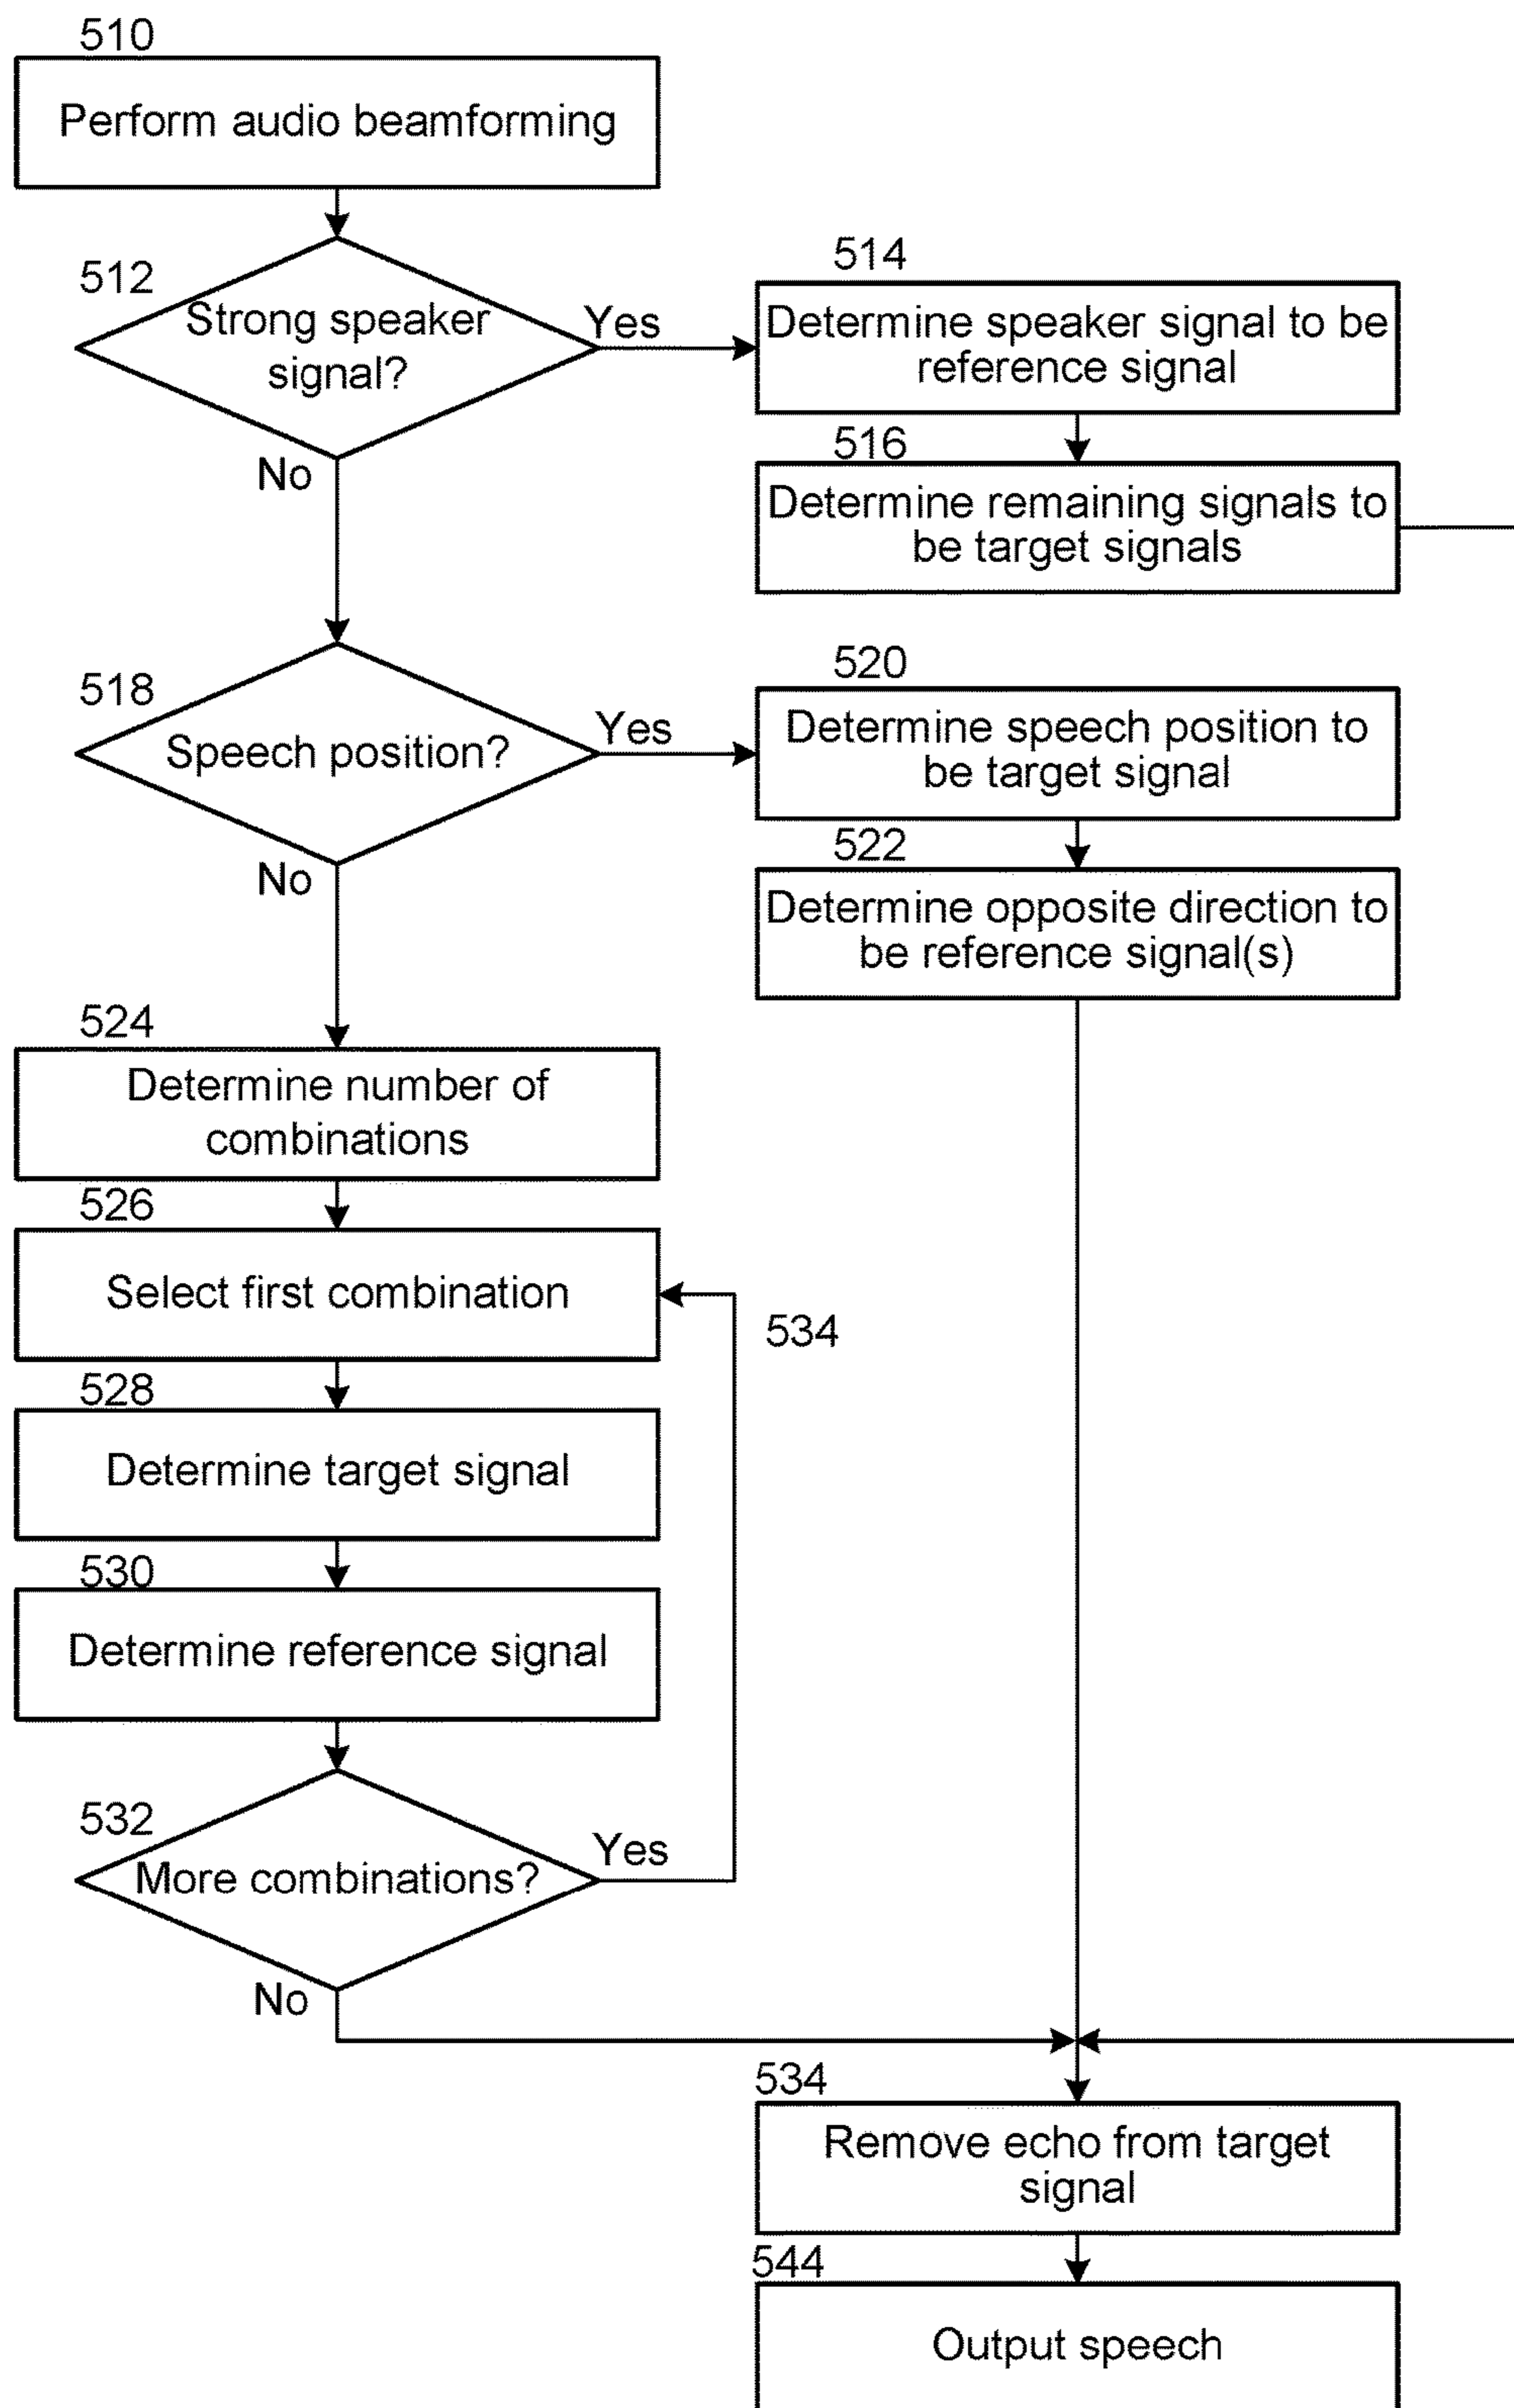 510
Perform audio beamforming
512
Strong speaker
signal?
Yes
No
514
Determine speaker signal to be
reference signal
516
Determine remaining signals to
be target signals
518
Speech position?
Yes
No
520
Determine speech position to
be target signal
522
Determine opposite direction to
be reference signal(s)
524
Determine number of
combinations
526
Select first combination
534
528
Determine target signal
530
Determine reference signal
532
More combinations?
Yes
No
534
Remove echo from target
signal
544
Output speech